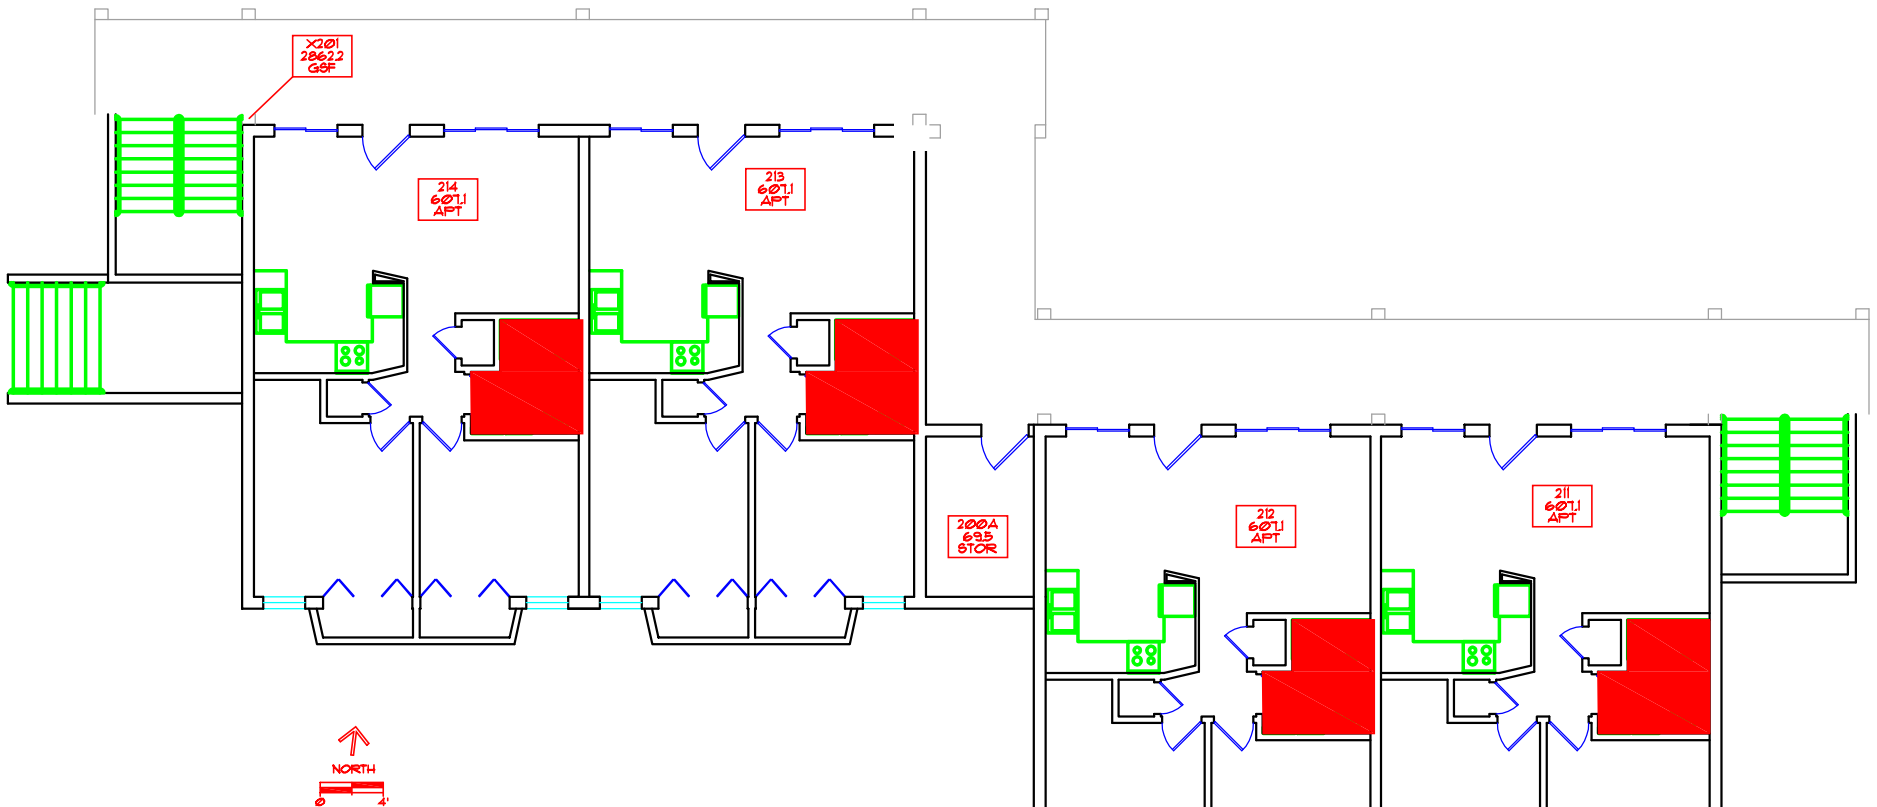 X201
2862.2
GSF
214
607.1
APT
213
607.1
APT
200A
69.5
STOR
212
607.1
APT
211
607.1
APT
NORTH
0 4'